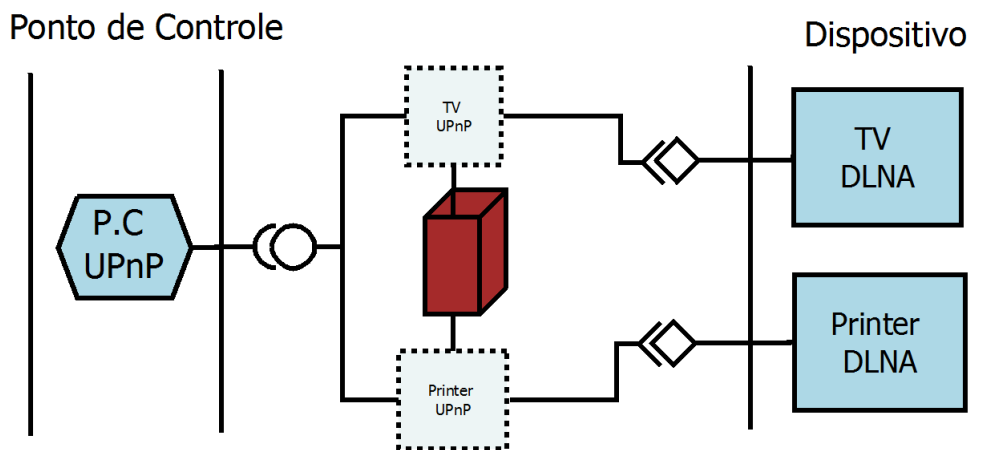 Ponto de Controle
Dispositivo
TV
UPnP
TV
DLNA
P.C
UPnP
Printer
DLNA
Printer
UPnP